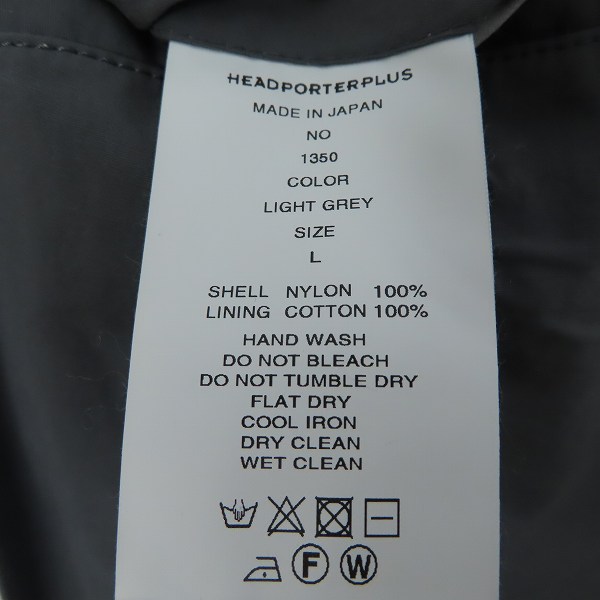 HEADPORTERPLUS
MADE IN JAPAN
NO
1350
COLOR
LIGHT GREY
SIZE
L
SHELL NYLON 100%
LINING COTTON 100%
HAND WASH
DO NOT BLEACH
DO NOT TUMBLE DRY
FLAT DRY
COOL IRON
DRY CLEAN
WET CLEAN
F W